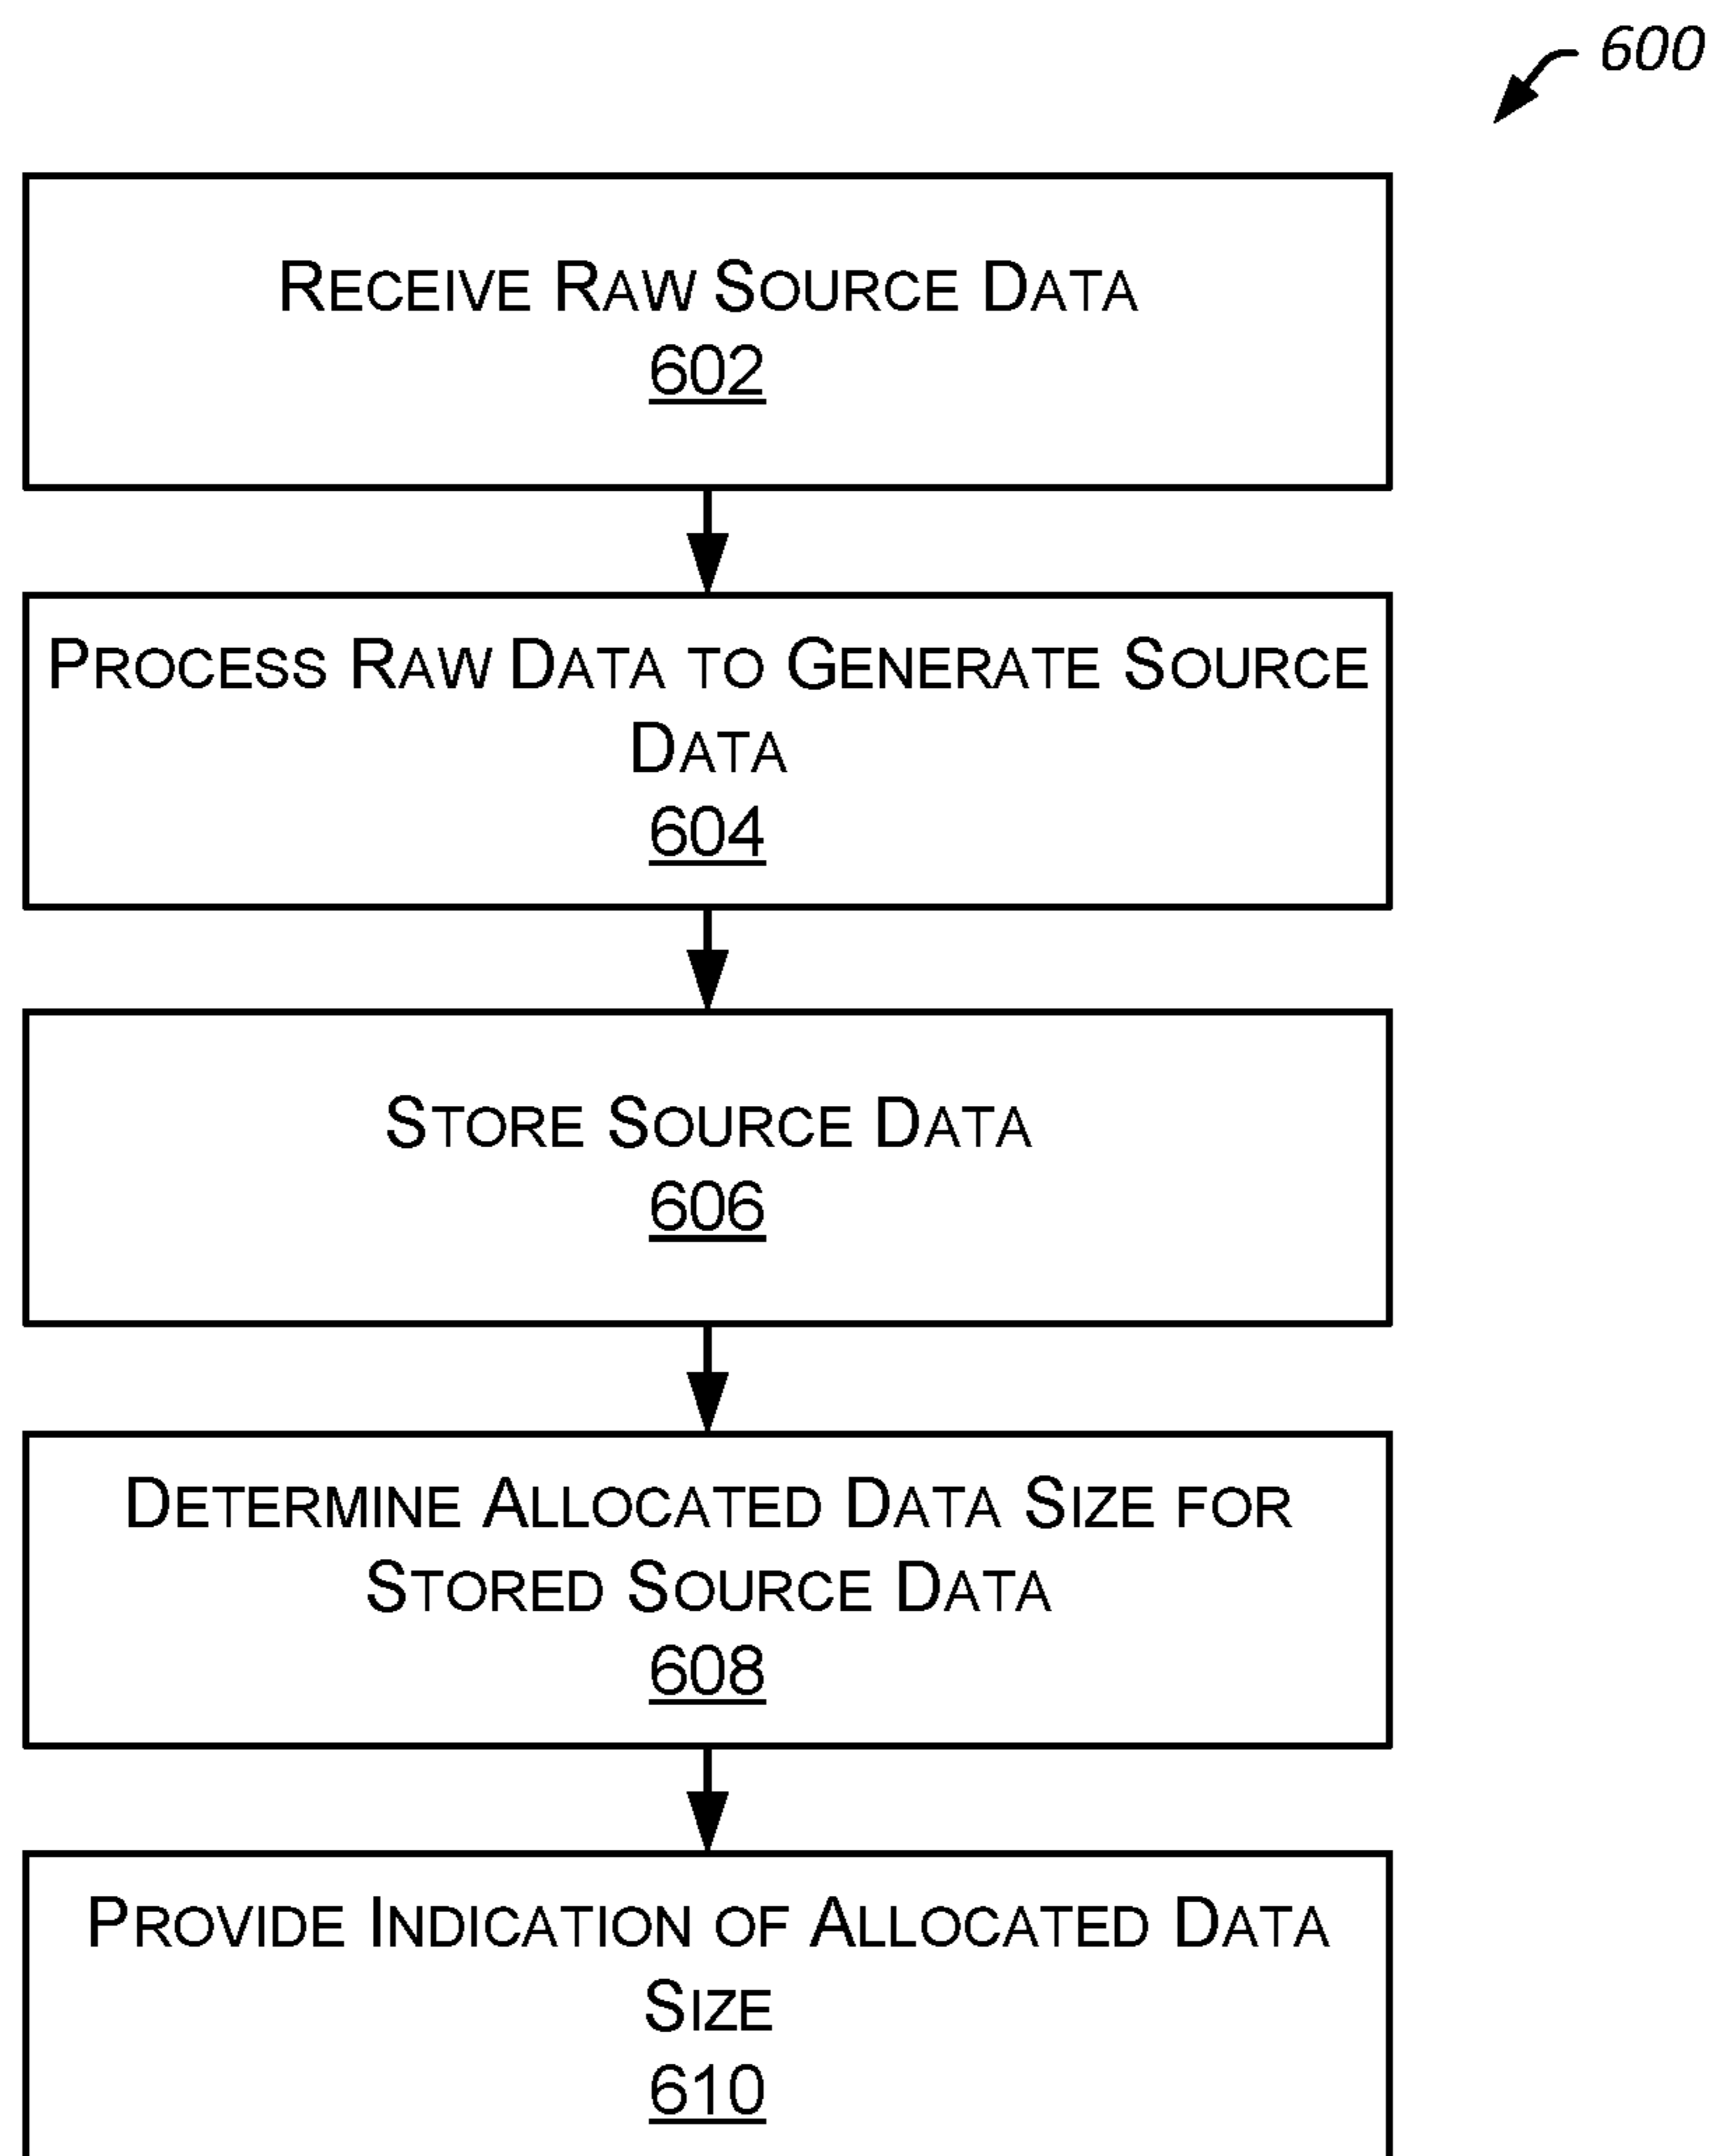 600
Receive Raw Source Data
602
Process Raw Data to Generate Source
Data
604
Store Source Data
606
Determine Allocated Data Size for
Stored Source Data
608
Provide Indication of Allocated Data
Size
610